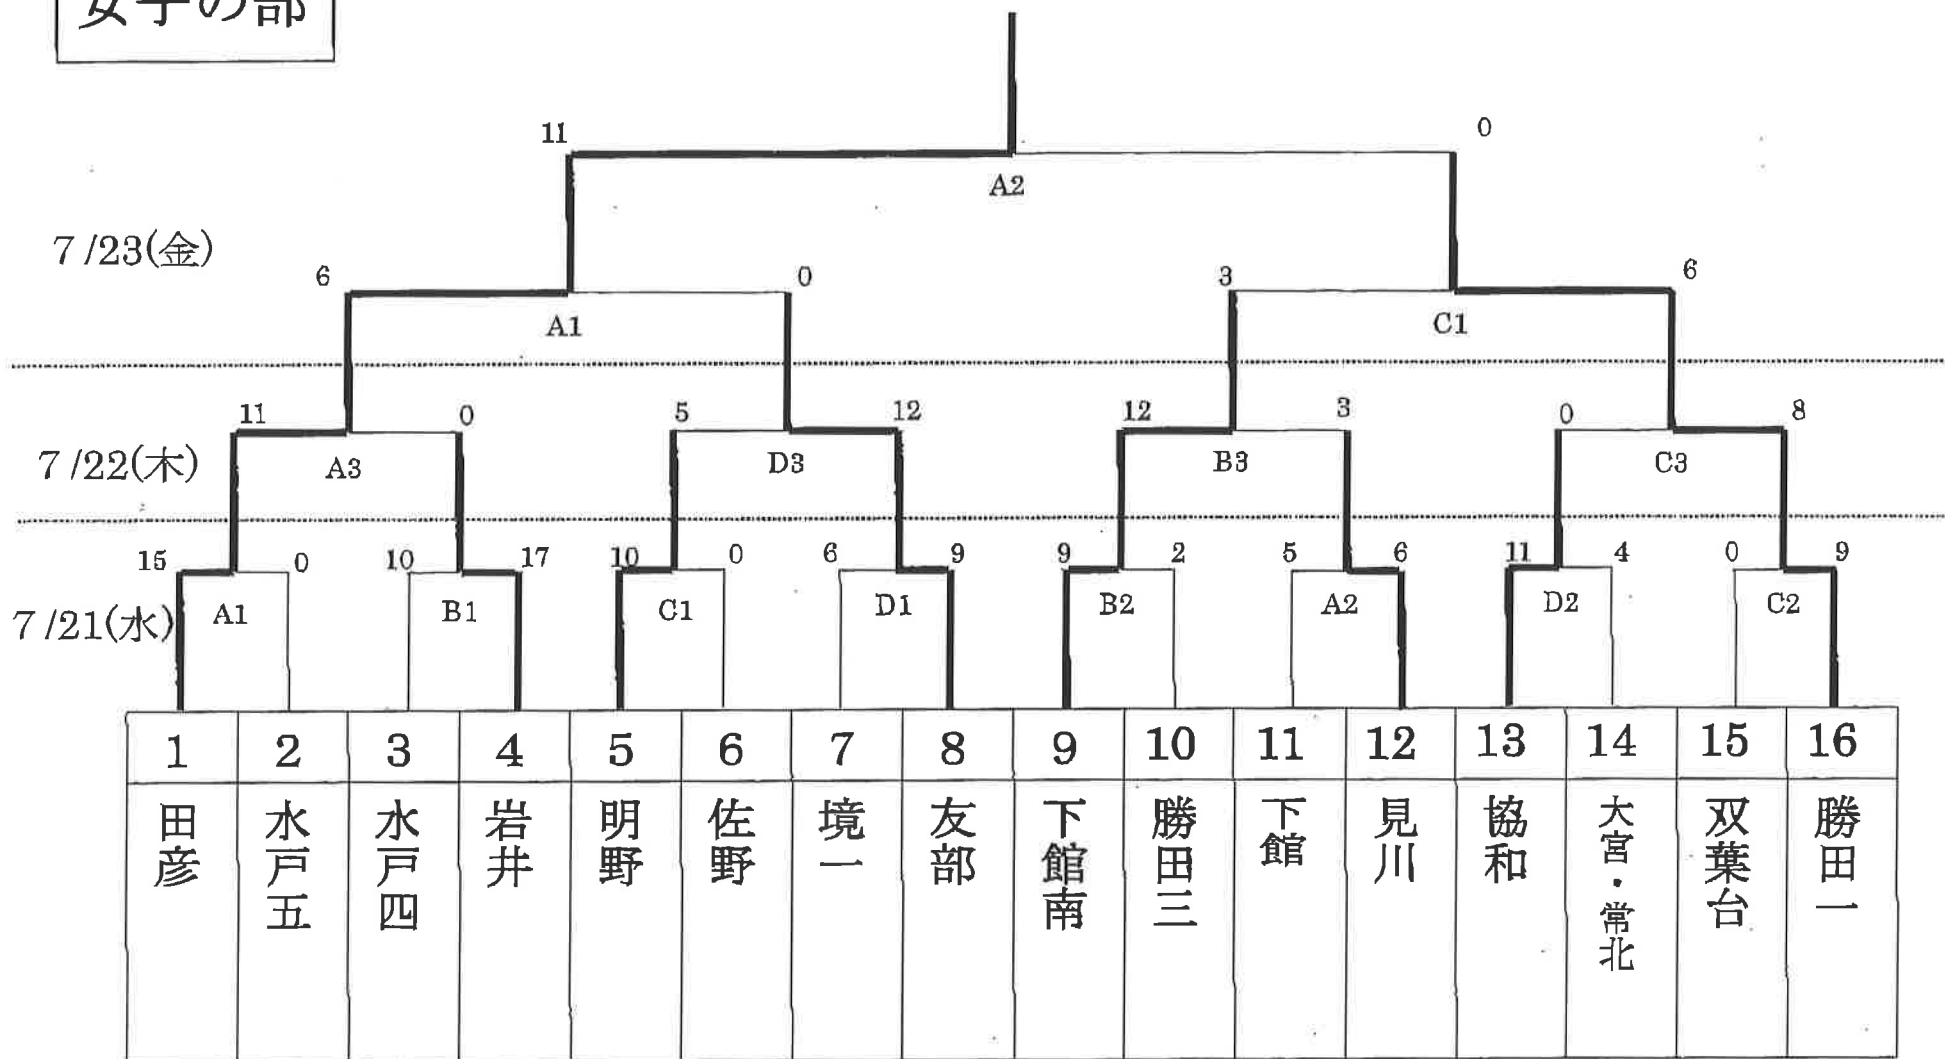 女子の部
11 0
A2
7/23(金)
6 0 3 6
A1 C1
11 0 5 12 12 3 0 8
7/22(木) A3 D3 B3 C3
15 0 10 17 10 0 6 9 9 2 5 6 11 4 0 9
7/21(水) A1 B1 C1 D1 B2 A2 D2 C2
1 2 3 4 5 6 7 8 9 10 11 12 13 14 15 16
田彦
水戸五
水戸四
岩井
明野
佐野
境一
友部
下館南
勝田三
下館
見川
協和
大宮・常北
双葉台
勝田一